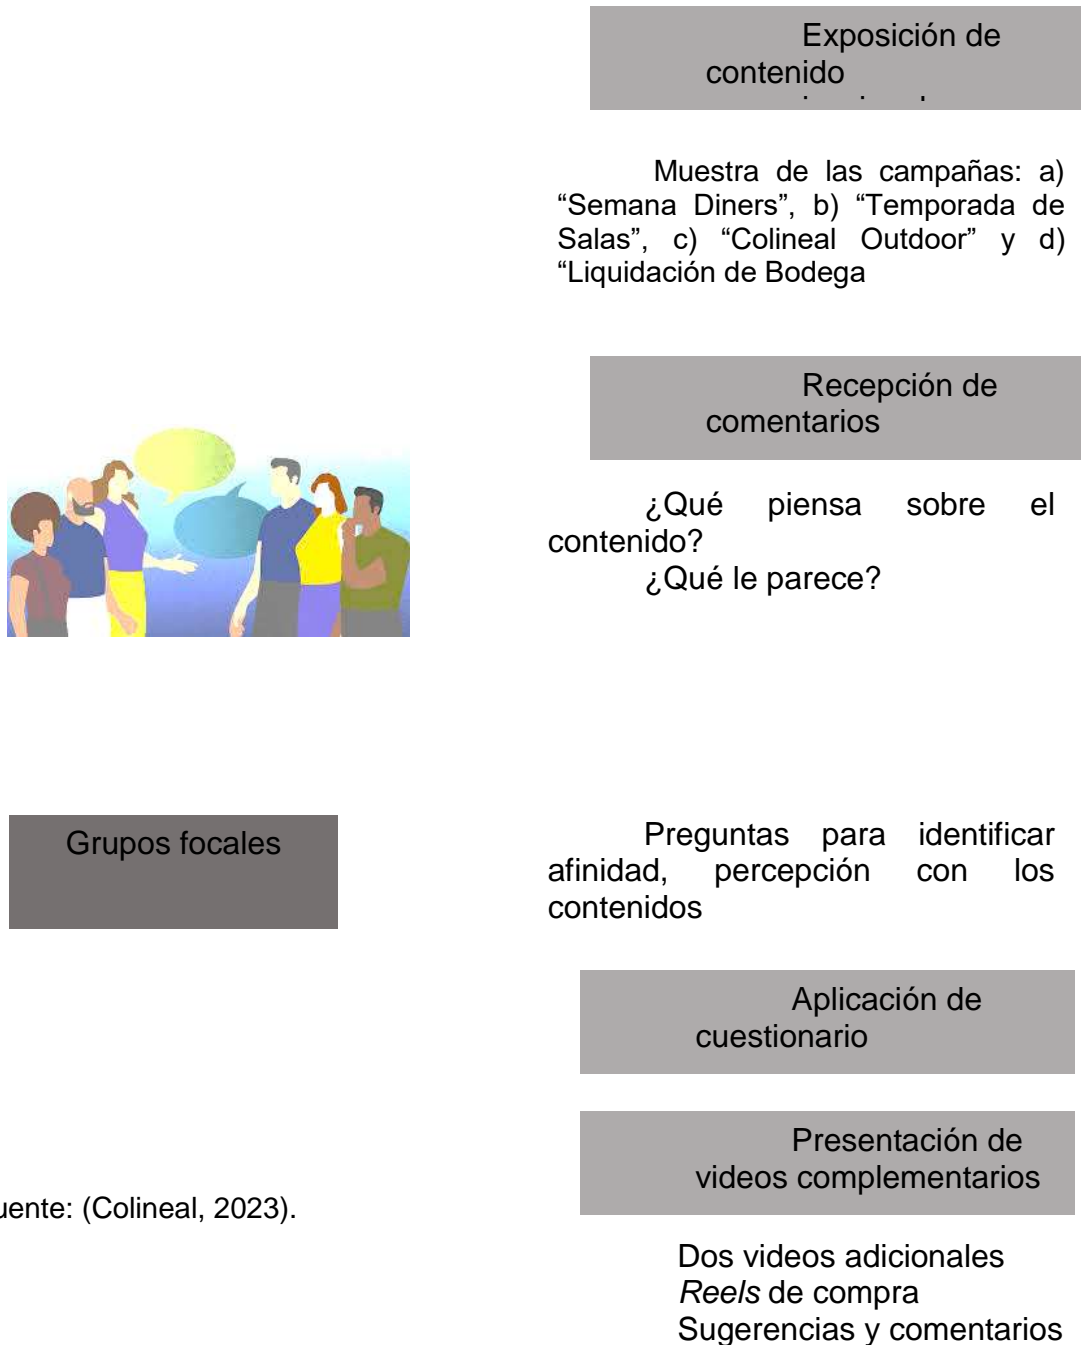 Exposición de
contenido
Muestra de las campañas: a)
“Semana Diners”, b) “Temporada de
Salas”, c) “Colineal Outdoor” y d)
“Liquidación de Bodega
Recepción de
comentarios
¿Qué piensa sobre el
contenido?
¿Qué le parece?
Grupos focales
Preguntas para identificar
afinidad, percepción con los
contenidos
Aplicación de
cuestionario
Presentación de
videos complementarios
uente: (Colineal, 2023).
Dos videos adicionales
Reels de compra
Sugerencias y comentarios